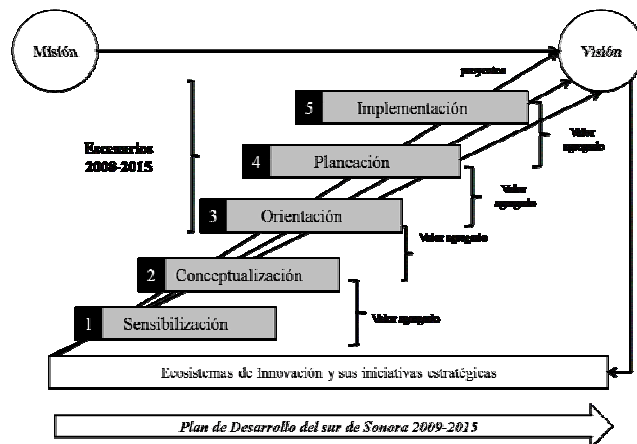 Misión
Visión
proyectos
5 Implementación
Escenarios
2008-2015
Valor
agregado
4 Planeación
Valor
agregado
3 Orientación
Valor agregado
2 Conceptualización
Valor agregado
1 Sensibilización
Ecosistemas de Innovación y sus iniciativas estratégicas
Plan de Desarrollo del sur de Sonora 2009-2015